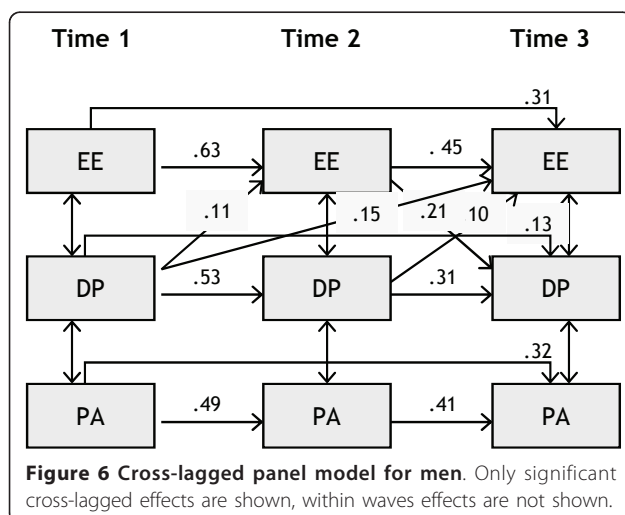 Time 1 Time 2 Time 3
.31
EE .63 EE . 45 EE
.11 .15 .21 10 .13
DP .53 DP .31 DP
.32
PA .49 PA .41 PA
Figure 6 Cross-lagged panel model for men. Only significant
cross-lagged effects are shown, within waves effects are not shown.